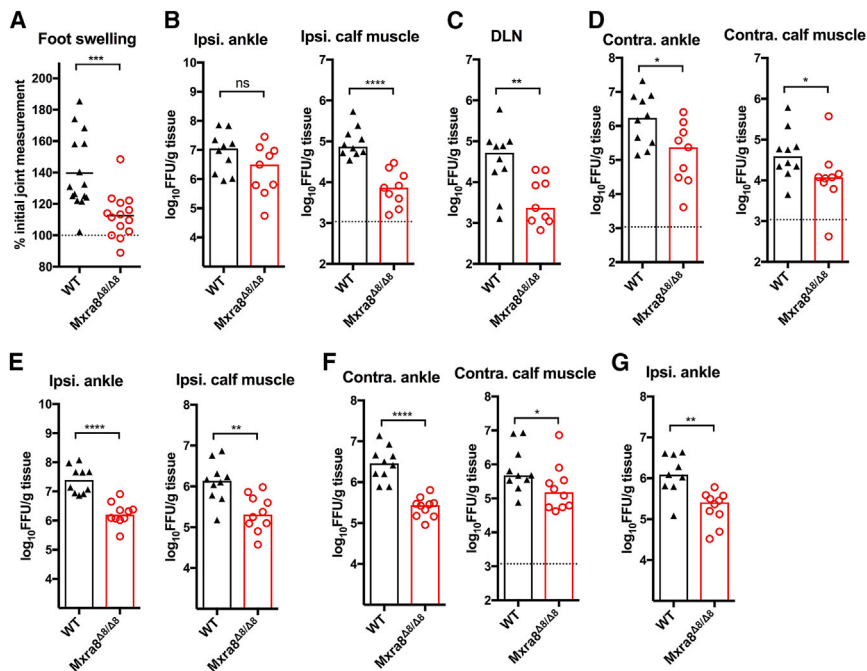 A
Foot swelling
***
% initial joint measurement
200
180
160
140
120
100
80
WT
Mxra8Δ8/Δ8
B
Ipsi. ankle
ns
log10FFU/g tissue
10
9
8
7
6
5
4
WT
Mxra8Δ8/Δ8
Ipsi. calf muscle
****
log10FFU/g tissue
7
6
5
4
3
2
WT
Mxra8Δ8/Δ8
C
DLN
**
log10FFU/g tissue
7
6
5
4
3
2
WT
Mxra8Δ8/Δ8
D
Contra. ankle
*
log10FFU/g tissue
8
7
6
5
4
3
2
WT
Mxra8Δ8/Δ8
Contra. calf muscle
*
log10FFU/g tissue
7
6
5
4
3
2
WT
Mxra8Δ8/Δ8
E
Ipsi. ankle
****
log10FFU/g tissue
10
9
8
7
6
5
4
WT
Mxra8Δ8/Δ8
Ipsi. calf muscle
**
log10FFU/g tissue
8
7
6
5
4
WT
Mxra8Δ8/Δ8
F
Contra. ankle
****
log10FFU/g tissue
8
7
6
5
4
WT
Mxra8Δ8/Δ8
Contra. calf muscle
*
log10FFU/g tissue
8
7
6
5
4
3
2
WT
Mxra8Δ8/Δ8
G
Ipsi. ankle
**
log10FFU/g tissue
8
7
6
5
4
WT
Mxra8Δ8/Δ8